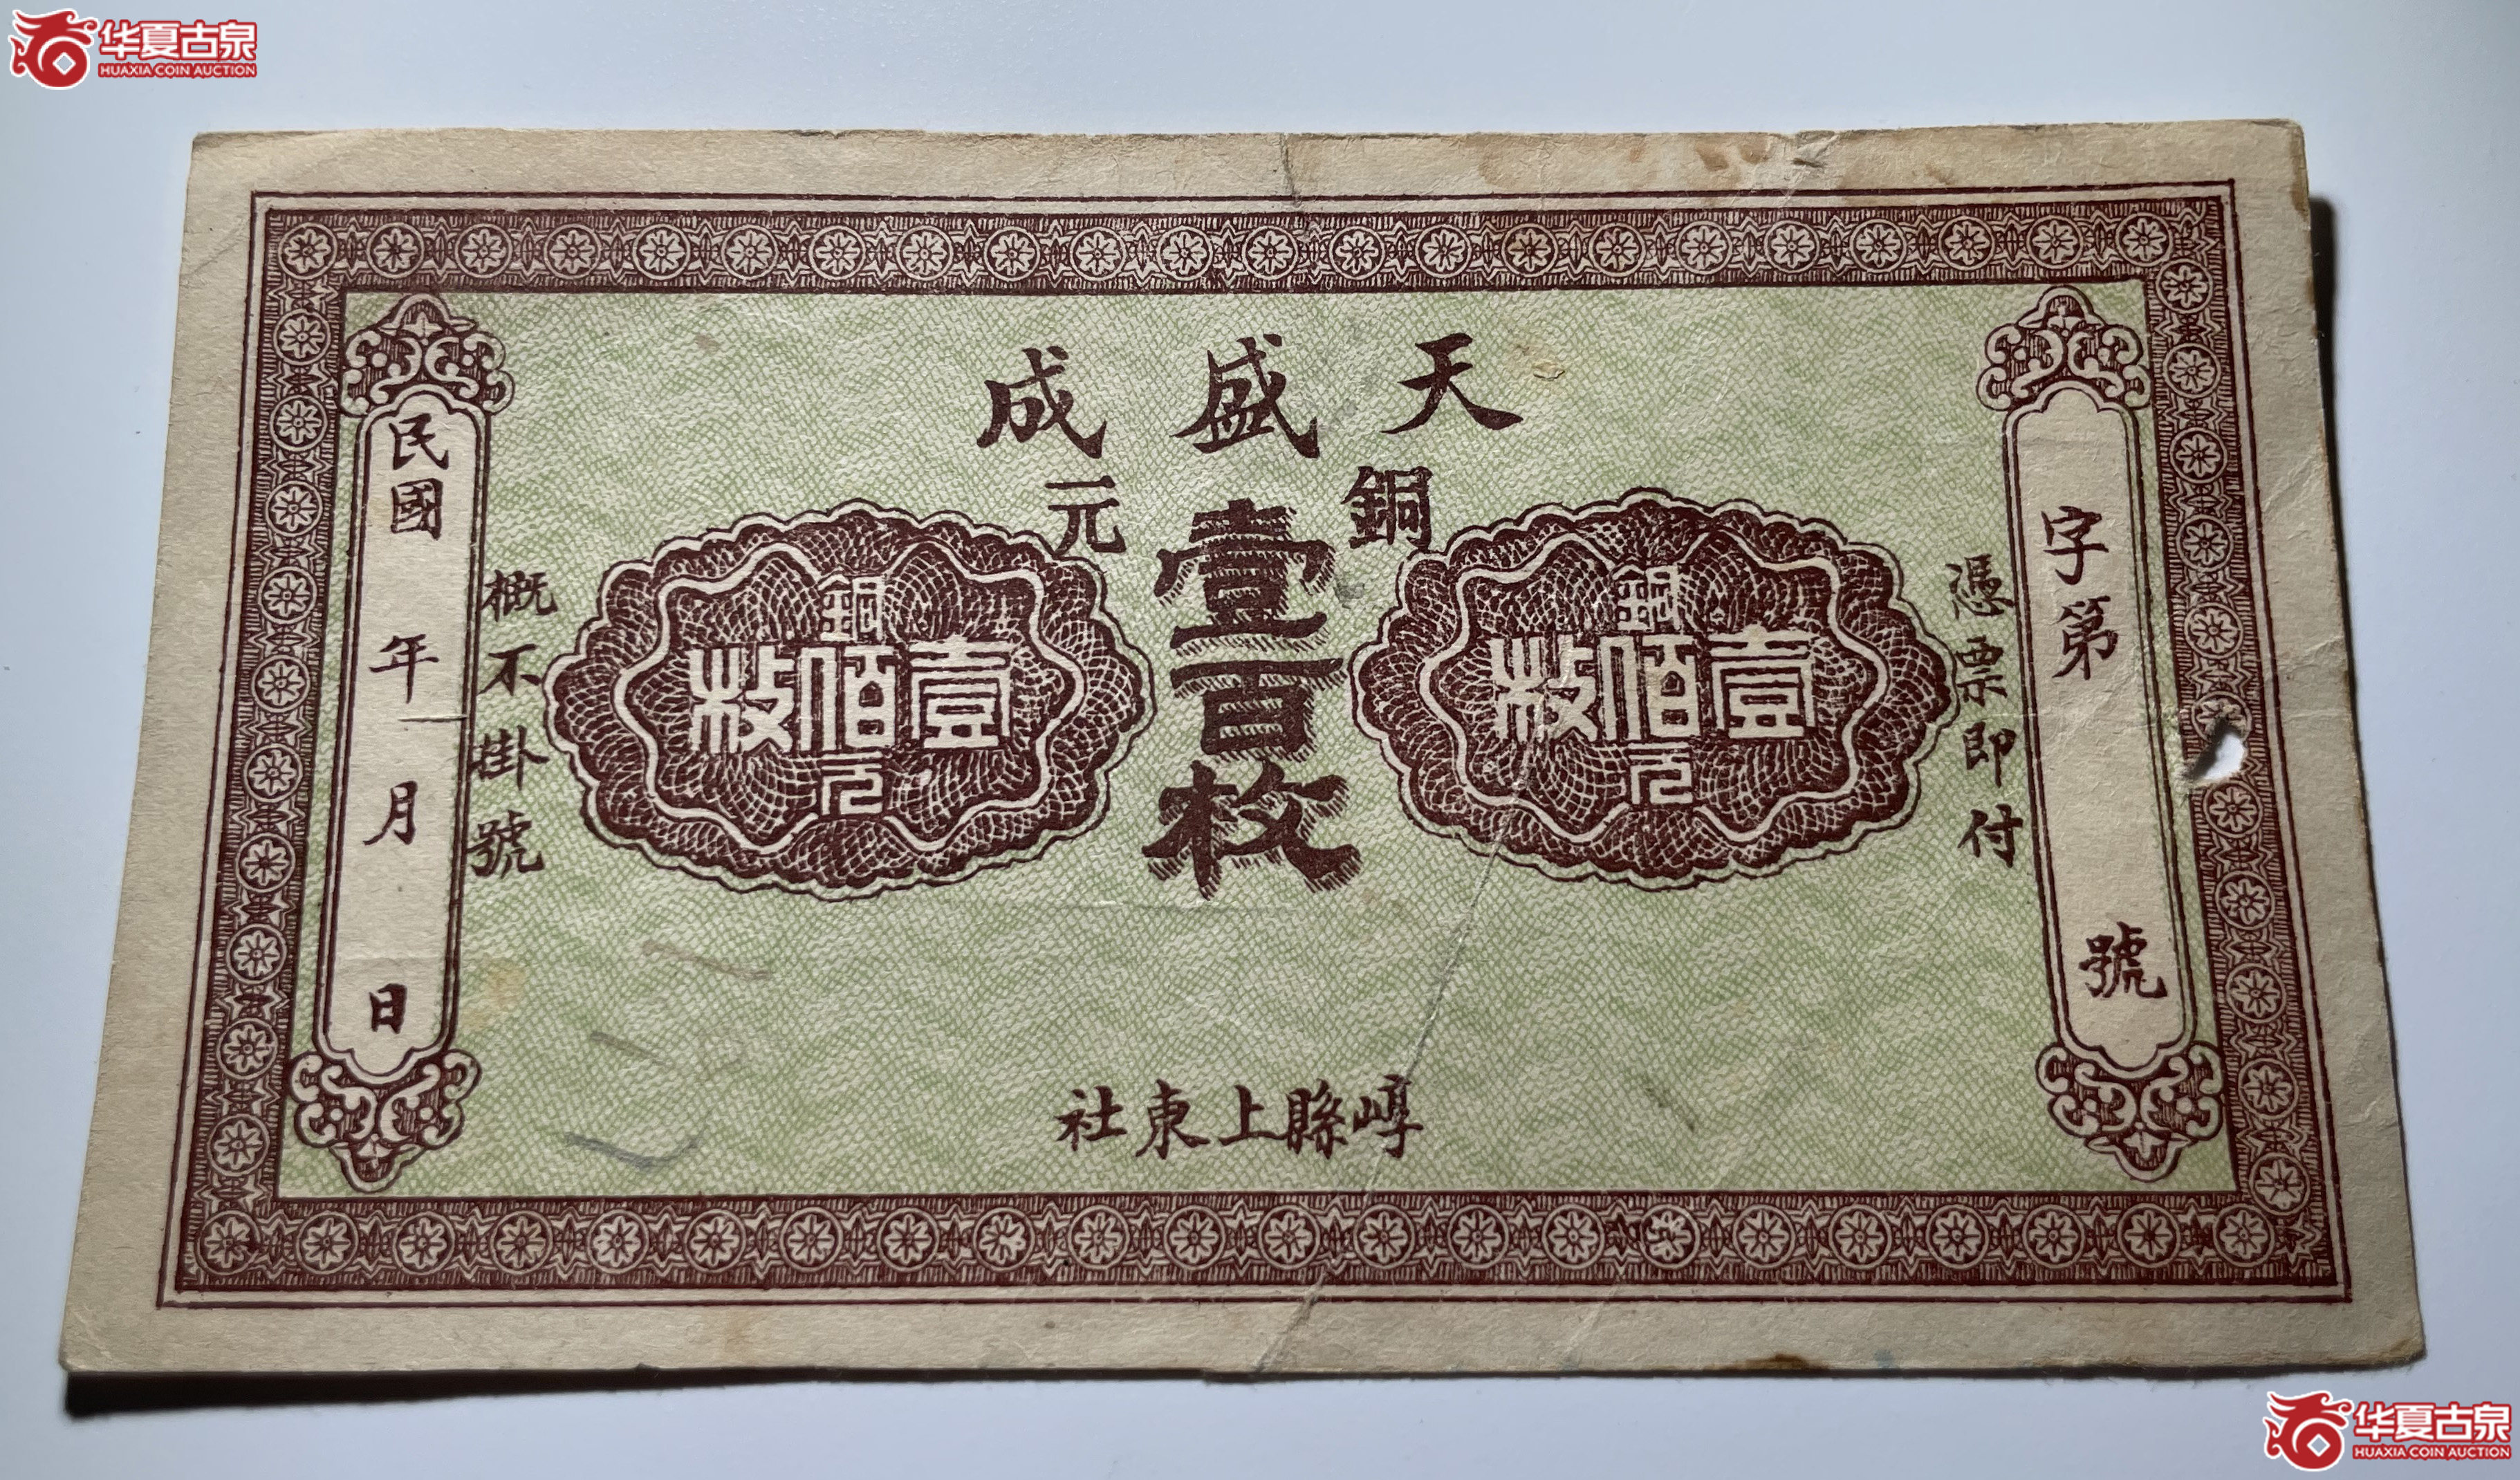 华夏古泉
HUAXIA COIN AUCTION
天盛成
銅元
壹百枚
字第 號
憑票即付
銅元
壹佰枚
銅元
壹佰枚
概不掛號
民國 年 月 日
崞縣上東社
华夏古泉
HUAXIA COIN AUCTION